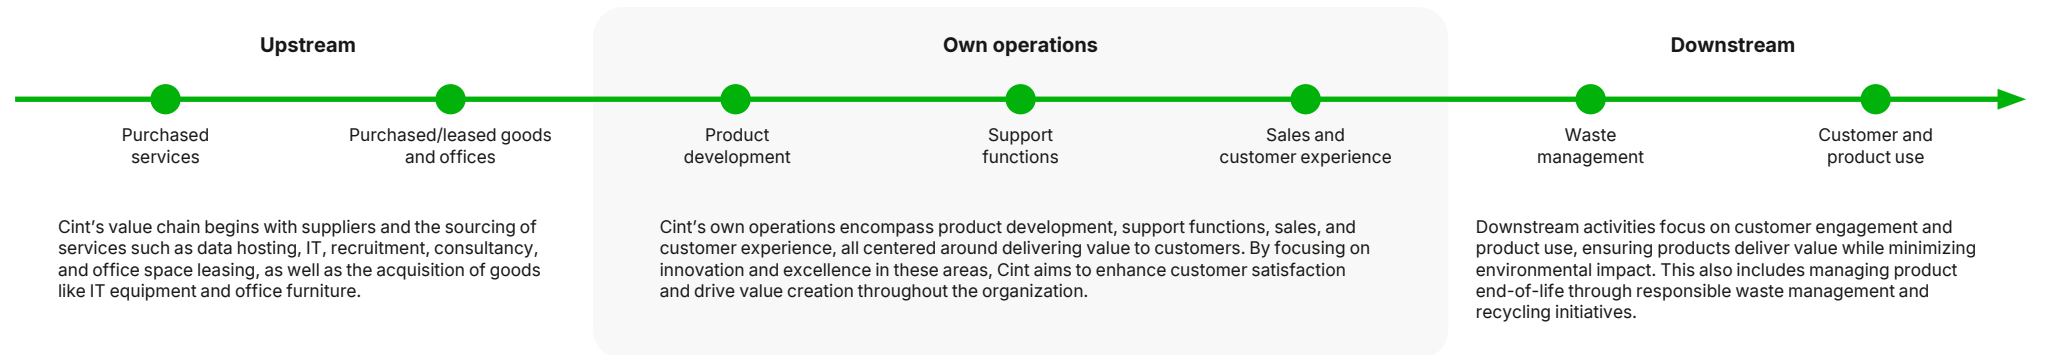 Upstream
Purchased
services
Purchased/leased goods
and offices
Cint’s value chain begins with suppliers and the sourcing of
services such as data hosting, IT, recruitment, consultancy,
and office space leasing, as well as the acquisition of goods
like IT equipment and office furniture.
Own operations
Product
development
Support
functions
Sales and
customer experience
Cint’s own operations encompass product development, support functions, sales, and
customer experience, all centered around delivering value to customers. By focusing on
innovation and excellence in these areas, Cint aims to enhance customer satisfaction
and drive value creation throughout the organization.
Downstream
Waste
management
Customer and
product use
Downstream activities focus on customer engagement and
product use, ensuring products deliver value while minimizing
environmental impact. This also includes managing product
end-of-life through responsible waste management and
recycling initiatives.